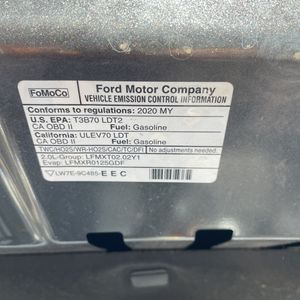 FoMoCo
Ford Motor Company
VEHICLE EMISSION CONTROL INFORMATION
Conforms to regulations: 2020 MY
U.S. EPA: T3B70 LDT2
CA OBD II Fuel: Gasoline
California: ULEV70 LDT
CA OBD II Fuel: Gasoline
TWC/HO2S/WR-HO2S/CAC/TC/DFI No adjustments needed.
2.0L-Group: LFMXT02.02Y1
Evap: LFMXR0125GDF
LW7E-9C485-EEC